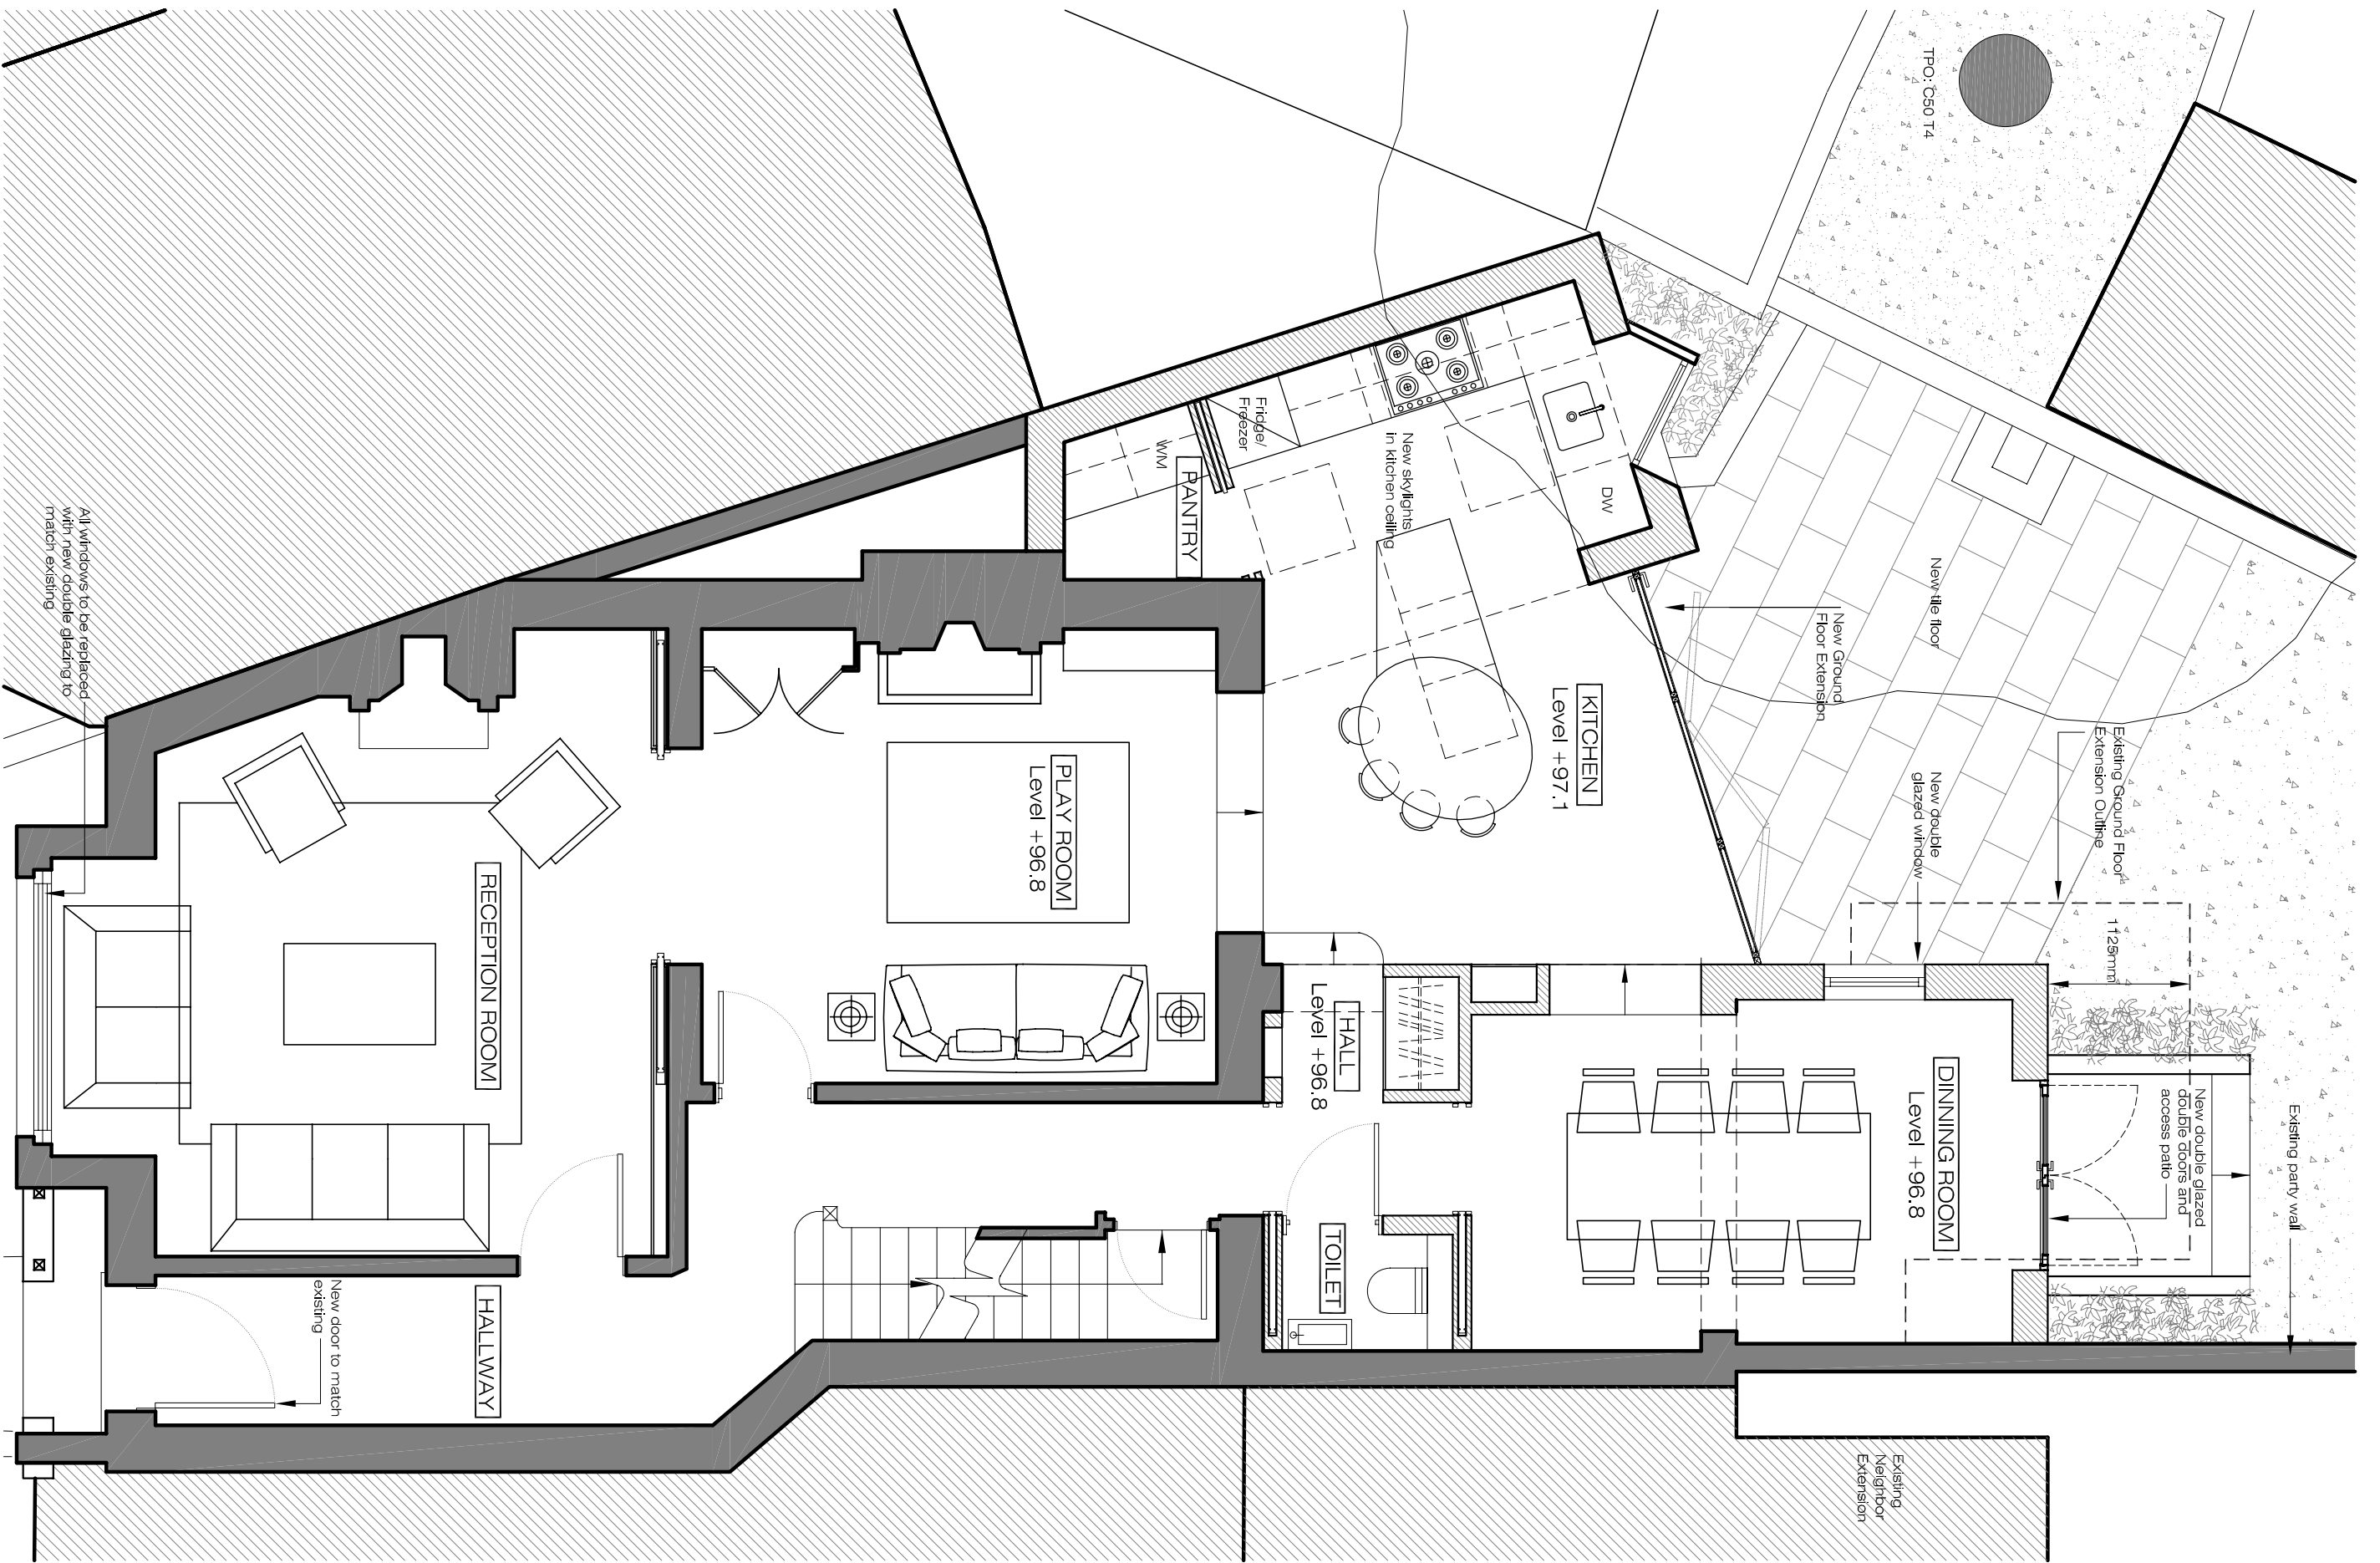 TPO: C50 T4
Fridge/
Freezer
WM
PANTRY
New skylights
in kitchen ceiling
DW
New tile floor
New Ground
Floor Extension
KITCHEN
Level +97.1
Existing Ground Floor
Extension Outline
New double
glazed window
1125mm
All windows to be replaced
with new double glazing to
match existing
PLAY ROOM
Level +96.8
RECEPTION ROOM
HALL
Level +96.8
DINNING ROOM
Level +96.8
New double glazed
double doors and
access patio
Existing party wall
TOILET
New door to match
existing
HALLWAY
Existing
Neighbor
Extension